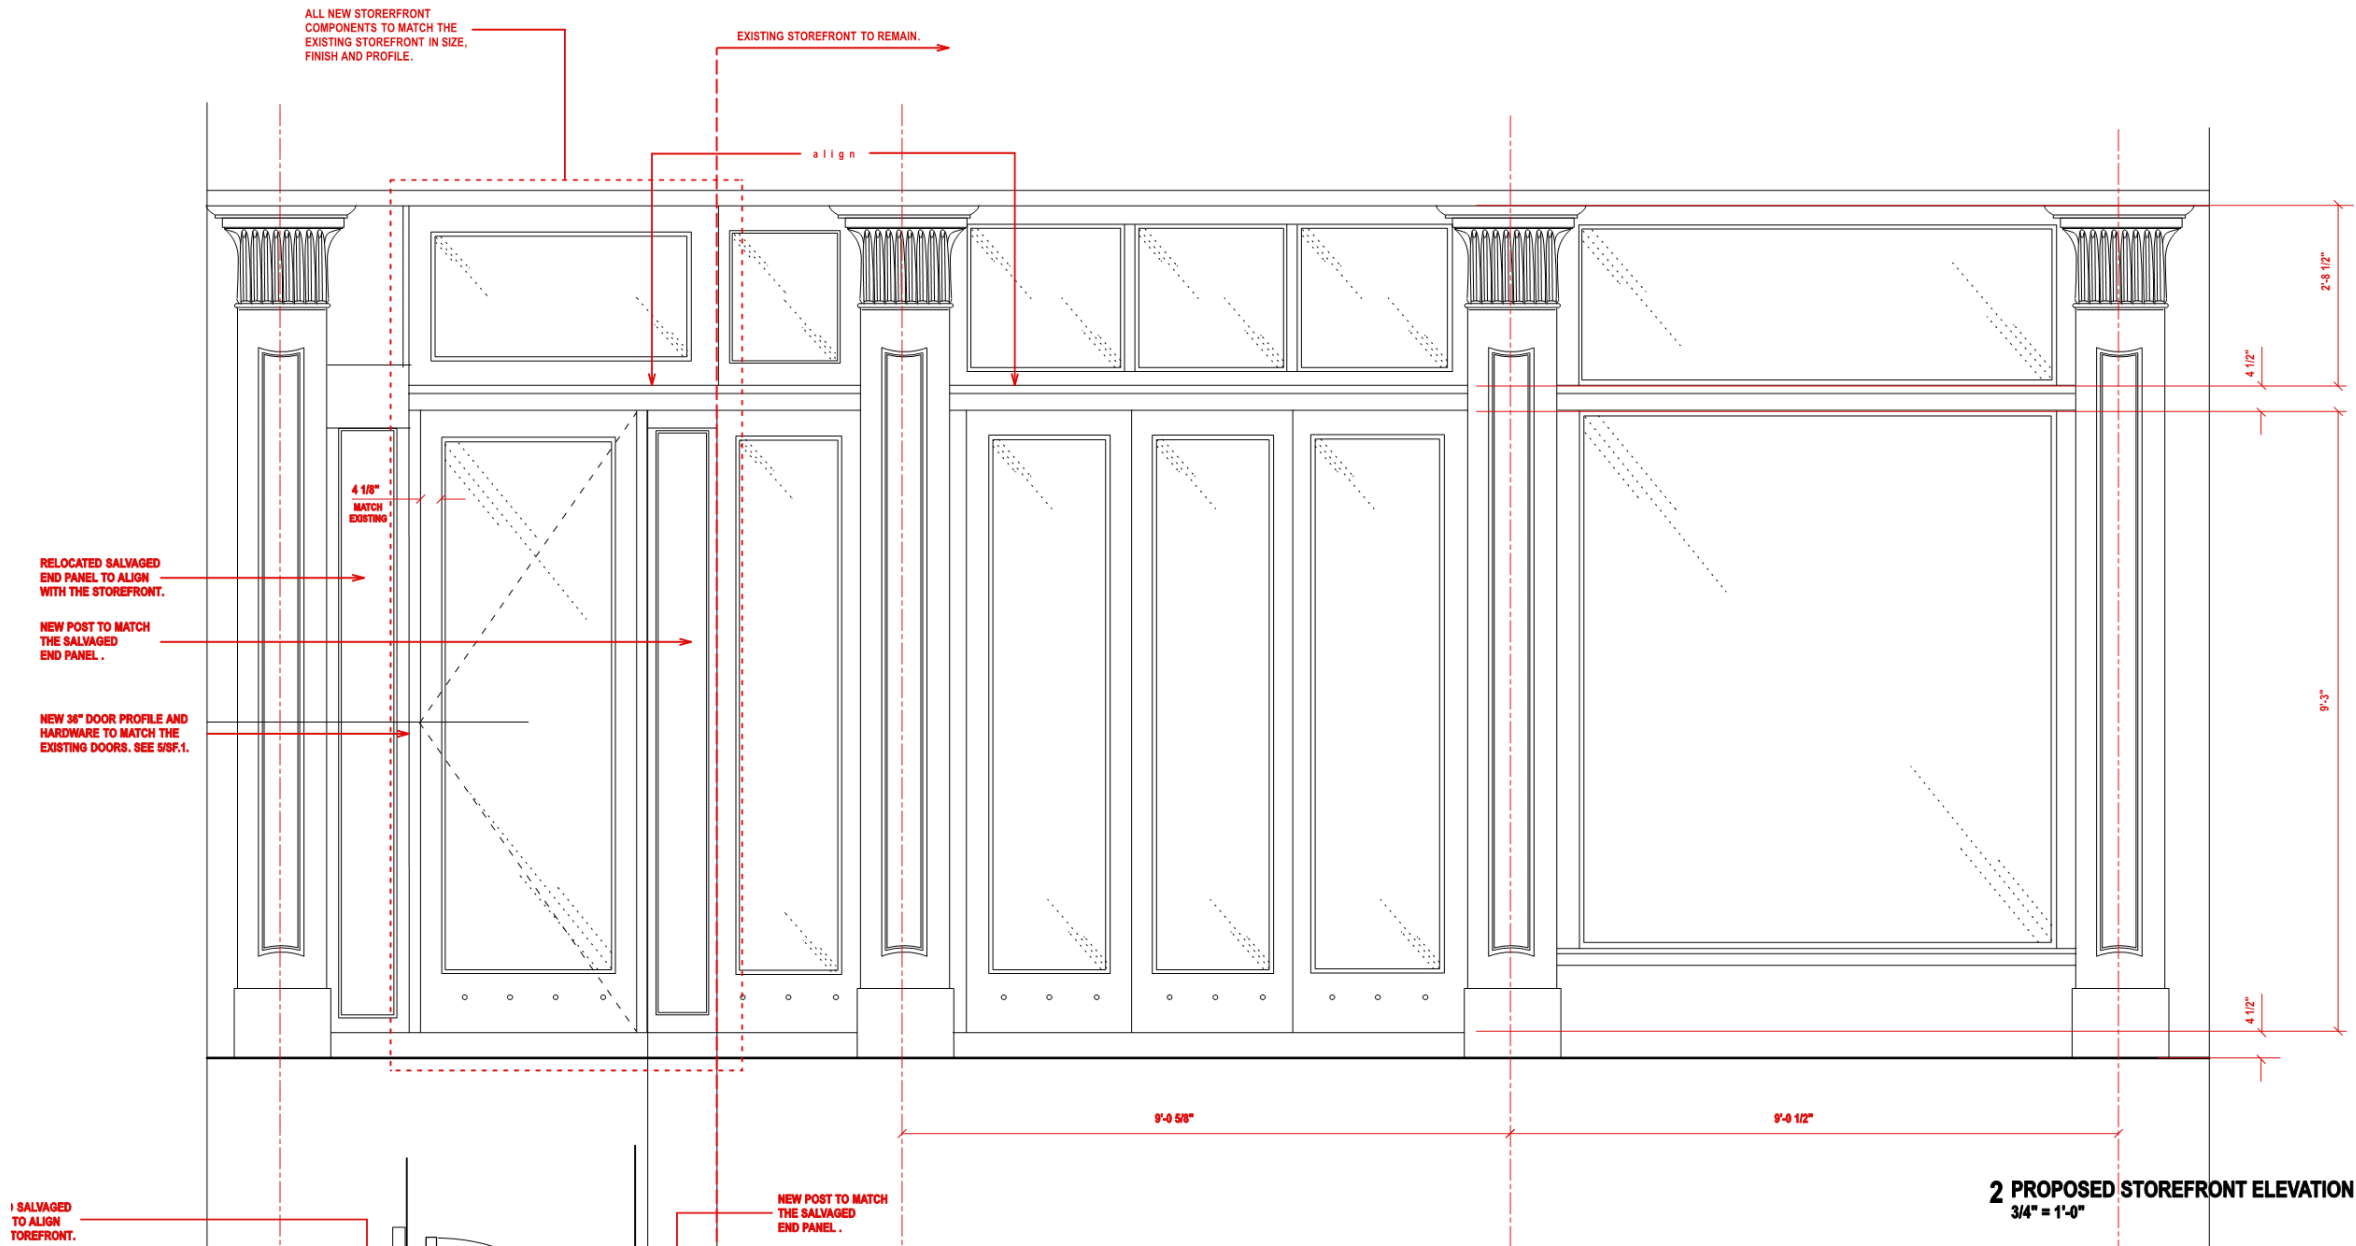 ALL NEW STORERFRONT
COMPONENTS TO MATCH THE
EXISTING STOREFRONT IN SIZE,
FINISH AND PROFILE.
EXISTING STOREFRONT TO REMAIN.
align
2'-8 1/2"
4 1/2"
4 1/8"
MATCH
EXISTING
RELOCATED SALVAGED
END PANEL TO ALIGN
WITH THE STOREFRONT.
NEW POST TO MATCH
THE SALVAGED
END PANEL .
NEW 36" DOOR PROFILE AND
HARDWARE TO MATCH THE
EXISTING DOORS. SEE 5/SF.1.
9'-3"
4 1/2"
9'-0 5/8"
9'-0 1/2"
2 PROPOSED STOREFRONT ELEVATION
3/4" = 1'-0"
SALVAGED
TO ALIGN
TOREFRONT.
NEW POST TO MATCH
THE SALVAGED
END PANEL .